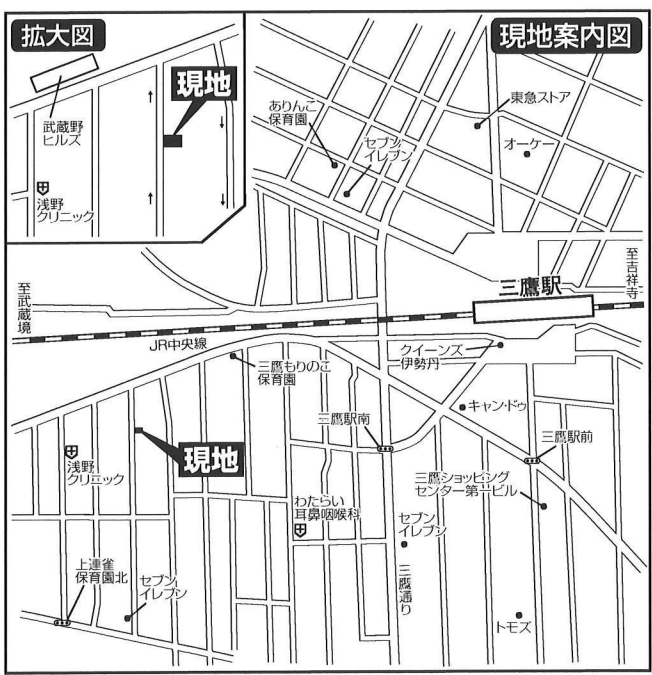 拡大図
現地
武蔵野
ヒルズ
浅野
クリニック
現地案内図
東急ストア
ありんこ
保育園
セブン
イレブン
オーケー
至吉祥寺
三鷹駅
至武蔵境
JR中央線
クイーンズ
伊勢丹
三鷹もりのこ
保育園
キャン・ドゥ
三鷹駅南
三鷹駅前
現地
浅野
クリニック
三鷹ショッピング
センター第一ビル
わたらい
耳鼻咽喉科
セブン
イレブン
三鷹通り
上連雀
保育園北
セブン
イレブン
トモズ